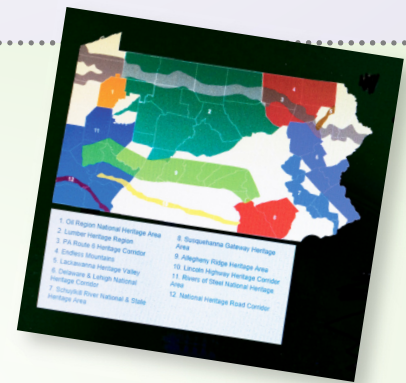 1. Oil Region National Heritage Area
2. Lumber Heritage Region
3. PA Route 6 Heritage Corridor
4. Endless Mountains
5. Lackawanna Heritage Valley
6. Delaware & Lehigh National
Heritage Corridor
7. Schuylkill River National & State
Heritage Area
8. Susquehanna Gateway Heritage
Area
9. Allegheny Ridge Heritage Area
10. Lincoln Highway Heritage Corridor
11. Rivers of Steel National Heritage
Area
12. National Heritage Road Corridor